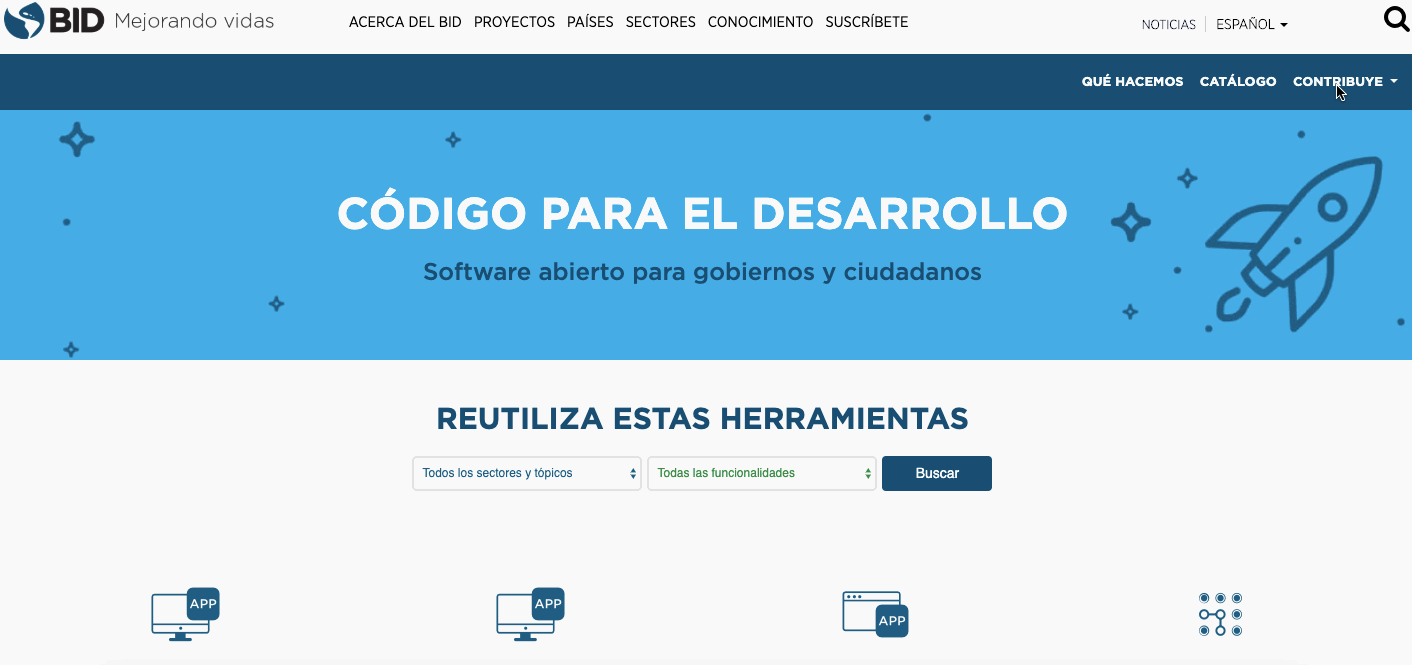 BID Mejorando vidas
ACERCA DEL BID PROYECTOS PAÍSES SECTORES CONOCIMIENTO SUSCRÍBETE
NOTICIAS ESPAÑOL
QUÉ HACEMOS CATÁLOGO CONTRIBUYE
CÓDIGO PARA EL DESARROLLO
Software abierto para gobiernos y ciudadanos
REUTILIZA ESTAS HERRAMIENTAS
Todos los sectores y tópicos Todas las funcionalidades Buscar
APP APP APP